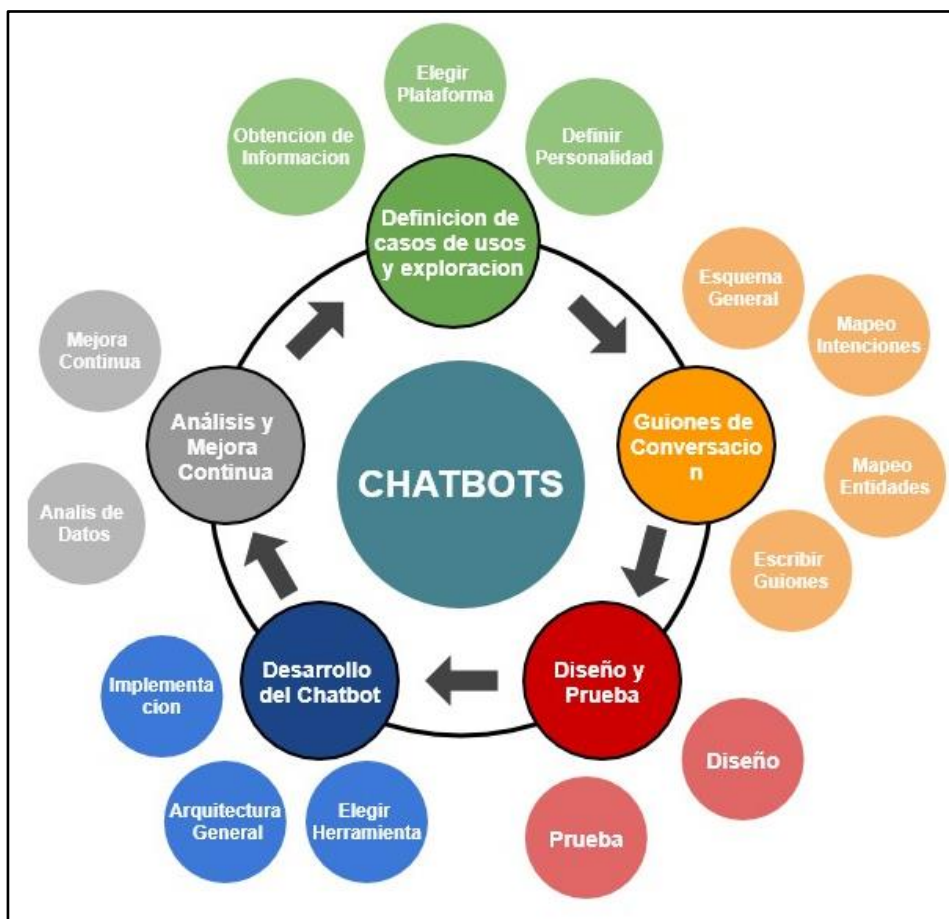 Elegir
Plataforma
Obtencion de
Informacion
Definir
Personalidad
Definicion de
casos de usos
y exploracion
Esquema
General
Mapeo
Intenciones
Mejora
Continua
Análisis y
Mejora
Continua
Guiones de
Conversacio
n
CHATBOTS
Mapeo
Entidades
Analis de
Datos
Escribir
Guiones
Desarrollo
del Chatbot
Diseño y
Prueba
Implementa
cion
Diseño
Arquitectura
General
Elegir
Herramienta
Prueba